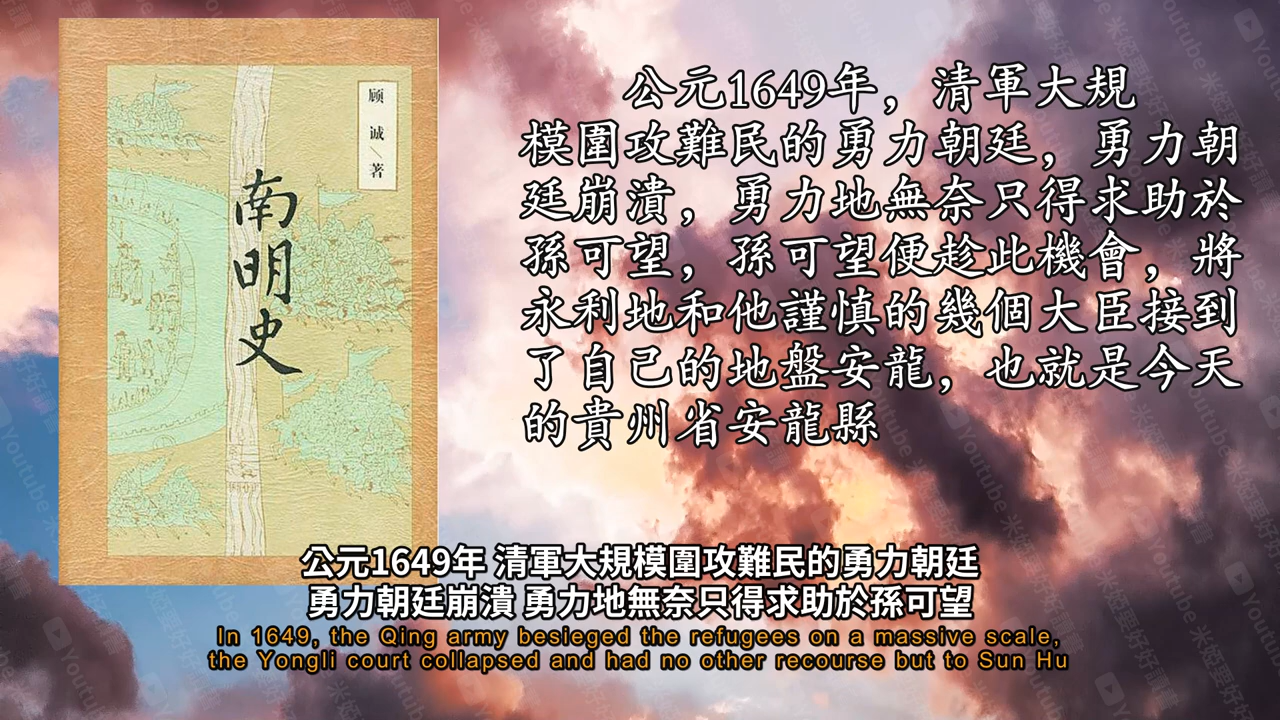 顾诚 著
南明史
公元1649年，清軍大規
模圍攻難民的勇力朝廷，勇力朝
廷崩潰，勇力地無奈只得求助於
孫可望，孫可望便趁此機會，將
永利地和他謹慎的幾個大臣接到
了自己的地盤安龍，也就是今天
的貴州省安龍縣
公元1649年 清軍大規模圍攻難民的勇力朝廷
勇力朝廷崩潰 勇力地無奈只得求助於孫可望
In 1649, the Qing army besieged the refugees on a massive scale,
the Yongli court collapsed and had no other recourse but to Sun Hu